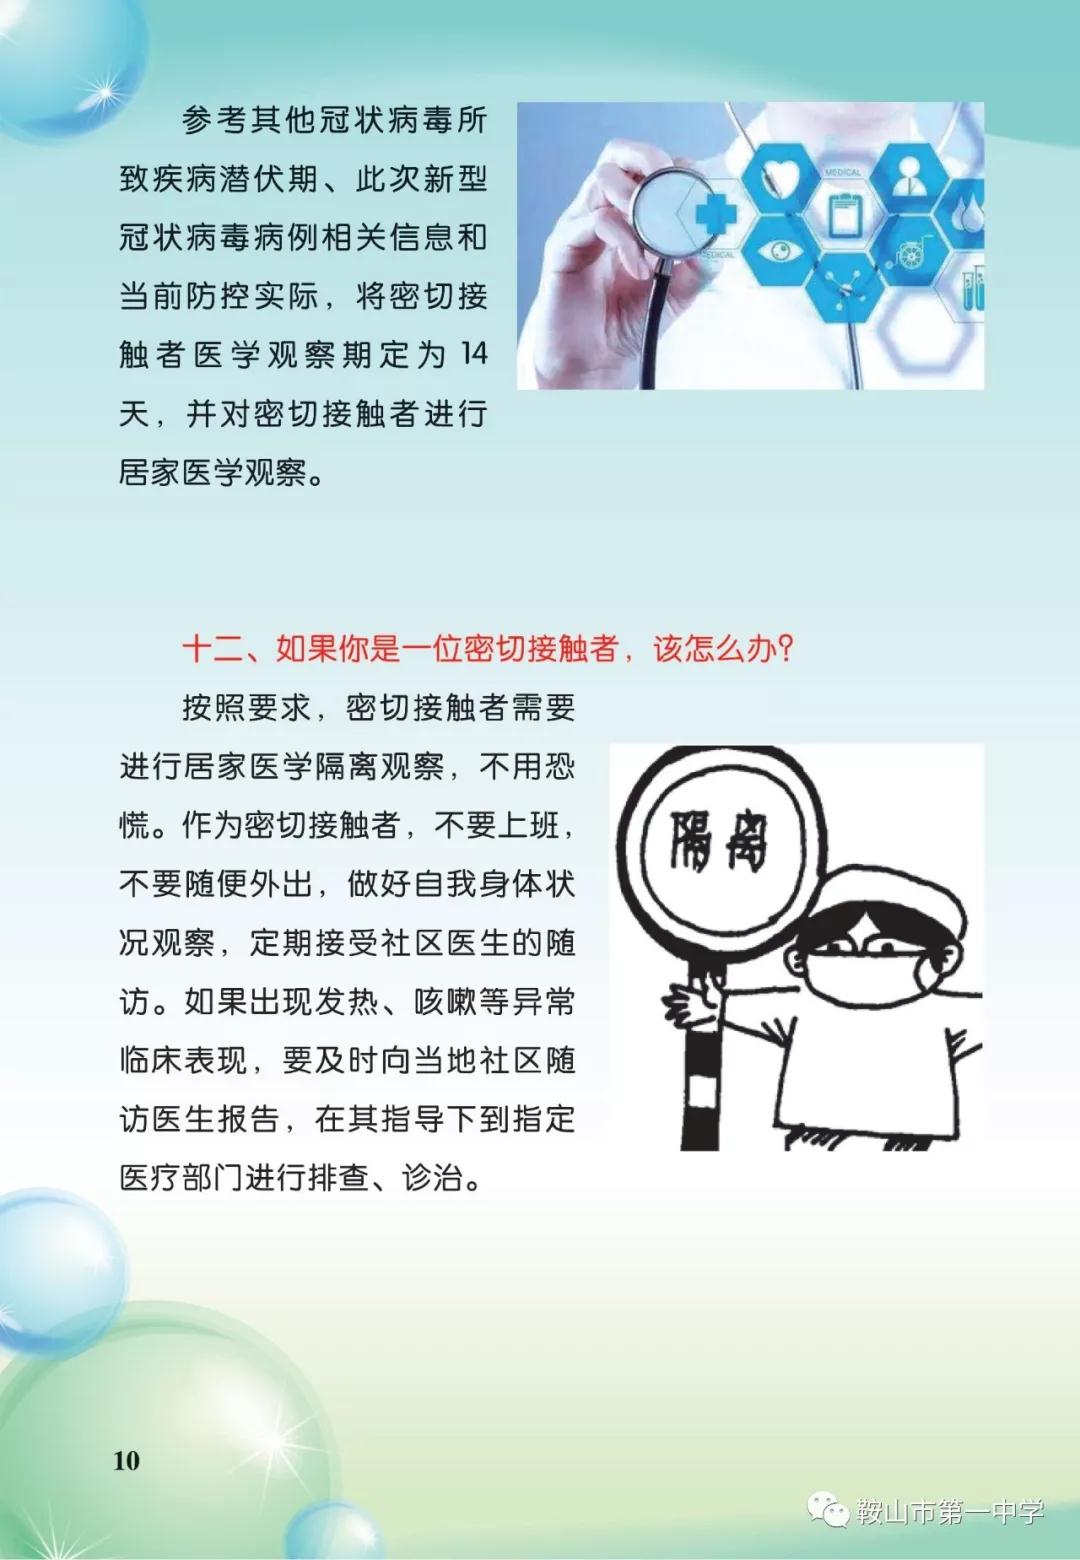 参考其他冠状病毒所
致疾病潜伏期、此次新型
冠状病毒病例相关信息和
当前防控实际，将密切接
触者医学观察期定为 14
天，并对密切接触者进行
居家医学观察。
MEDICAL
MEDICAL
十二、如果你是一位密切接触者，该怎么办？
按照要求，密切接触者需要
进行居家医学隔离观察，不用恐
慌。作为密切接触者，不要上班，
不要随便外出，做好自我身体状
况观察，定期接受社区医生的随
访。如果出现发热、咳嗽等异常
临床表现，要及时向当地社区随
访医生报告，在其指导下到指定
医疗部门进行排查、诊治。
隔离
10
鞍山市第一中学